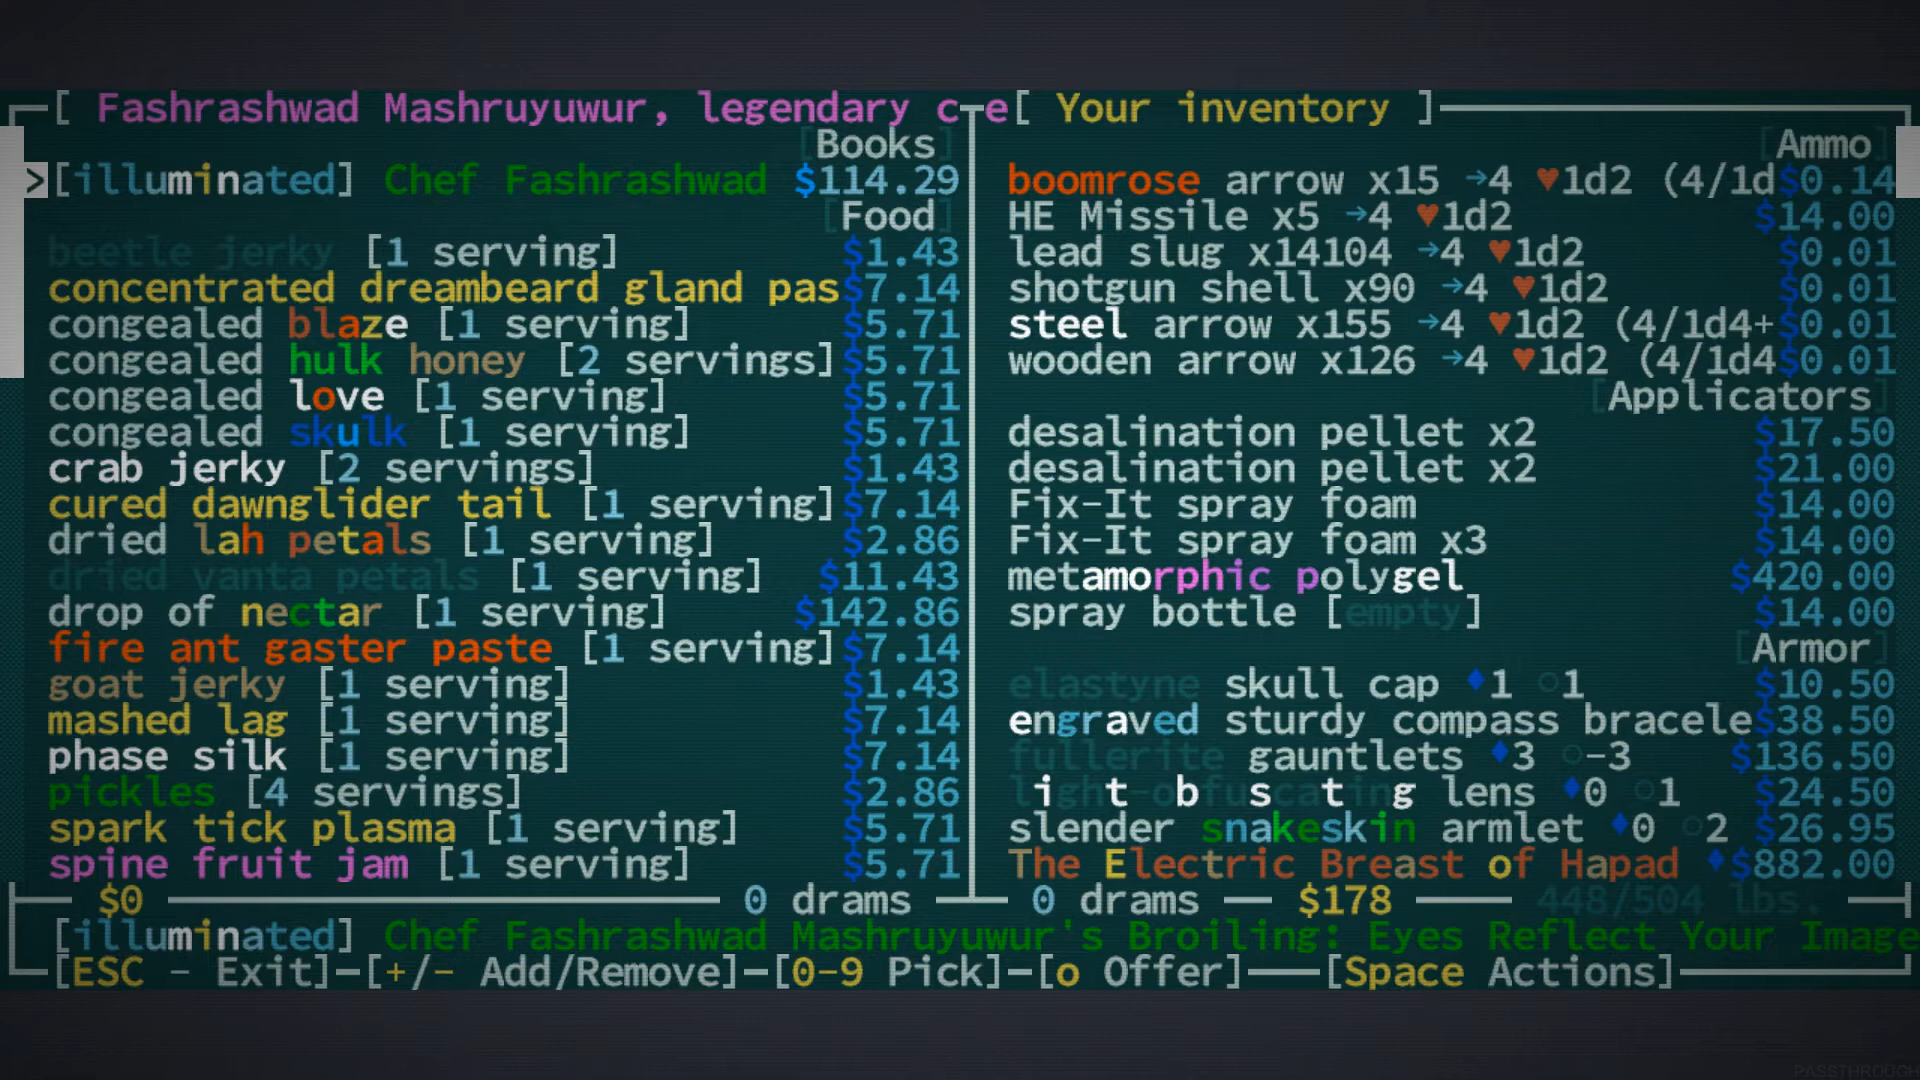 [ Fashrashwad Mashruyuwur, legendary c e[ Your inventory ]
[Books]
>[illuminated] Chef Fashrashwad $114.29
[Food]
beetle jerky [1 serving] $1.43
concentrated dreambeard gland pas$7.14
congealed blaze [1 serving] $5.71
congealed hulk honey [2 servings] $5.71
congealed love [1 serving] $5.71
congealed skulk [1 serving] $5.71
crab jerky [2 servings] $1.43
cured dawnglider tail [1 serving] $7.14
dried lah petals [1 serving] $2.86
dried vanta petals [1 serving] $11.43
drop of nectar [1 serving] $142.86
fire ant gaster paste [1 serving] $7.14
goat jerky [1 serving] $1.43
mashed lag [1 serving] $7.14
phase silk [1 serving] $7.14
pickles [4 servings] $2.86
spark tick plasma [1 serving] $5.71
spine fruit jam [1 serving] $5.71
$0 0 drams
[Ammo]
boomrose arrow x15 →4 ♥1d2 (4/1d$0.14
HE Missile x5 →4 ♥1d2 $14.00
lead slug x14104 →4 ♥1d2 $0.01
shotgun shell x90 →4 ♥1d2 $0.01
steel arrow x155 →4 ♥1d2 (4/1d4+$0.01
wooden arrow x126 →4 ♥1d2 (4/1d4$0.01
[Applicators]
desalination pellet x2 $17.50
desalination pellet x2 $21.00
Fix-It spray foam $14.00
Fix-It spray foam x3 $14.00
metamorphic polygel $420.00
spray bottle [empty] $14.00
[Armor]
elastyne skull cap ♦1 ○1 $10.50
engraved sturdy compass bracele$38.50
fullerite gauntlets ♦3 ○-3 $136.50
light-obfuscating lens ♦0 ○1 $24.50
slender snakeskin armlet ♦0 ○2 $26.95
The Electric Breast of Hapad ♦$882.00
0 drams $178 448/504 lbs.
[illuminated] Chef Fashrashwad Mashruyuwur's Broiling: Eyes Reflect Your Image
[ESC - Exit] [+/- Add/Remove] [0-9 Pick] [o Offer] [Space Actions]
PASSTHROUGH